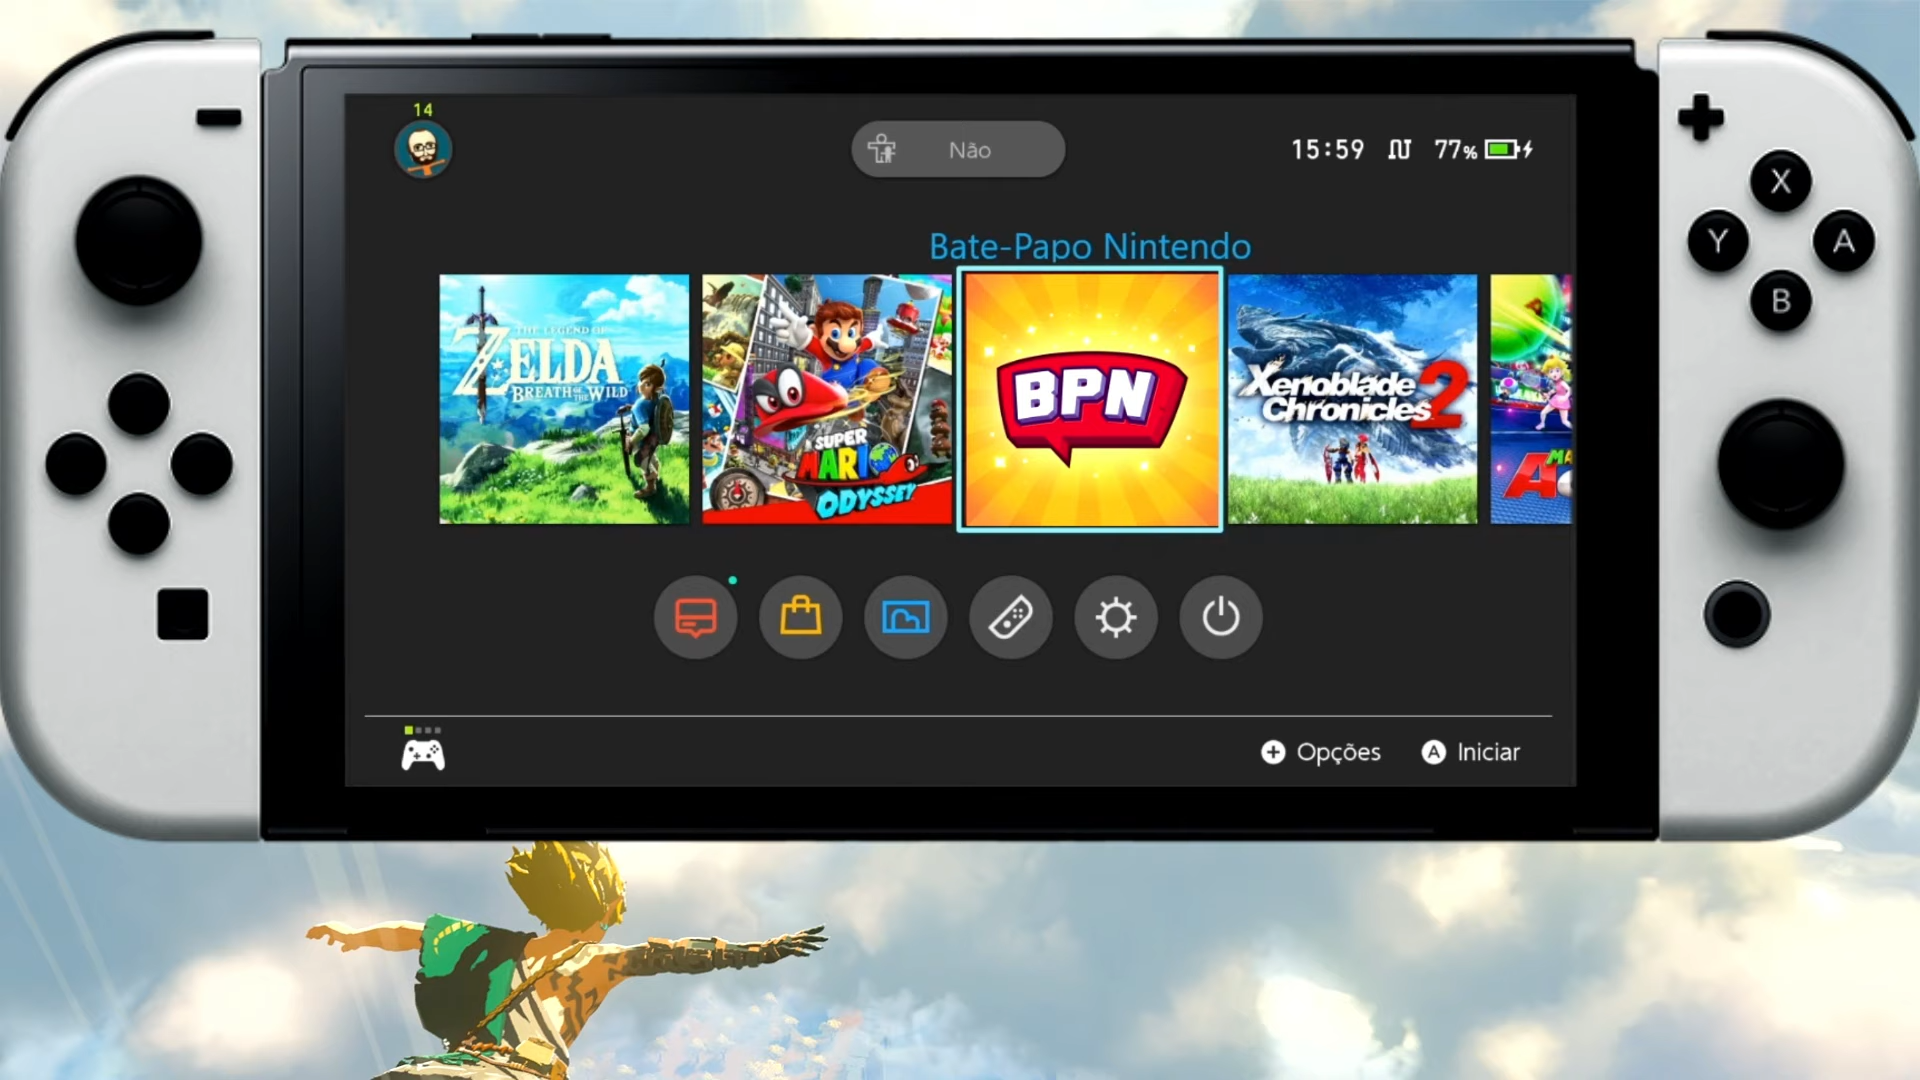 14
Não
15:59
77%
Bate-Papo Nintendo
THE LEGEND OF
ZELDA
BREATH OF THE WILD
SUPER
MARIO
ODYSSEY
BPN
Xenoblade
Chronicles 2
MA
A
Opções
A Iniciar
X
Y
A
B